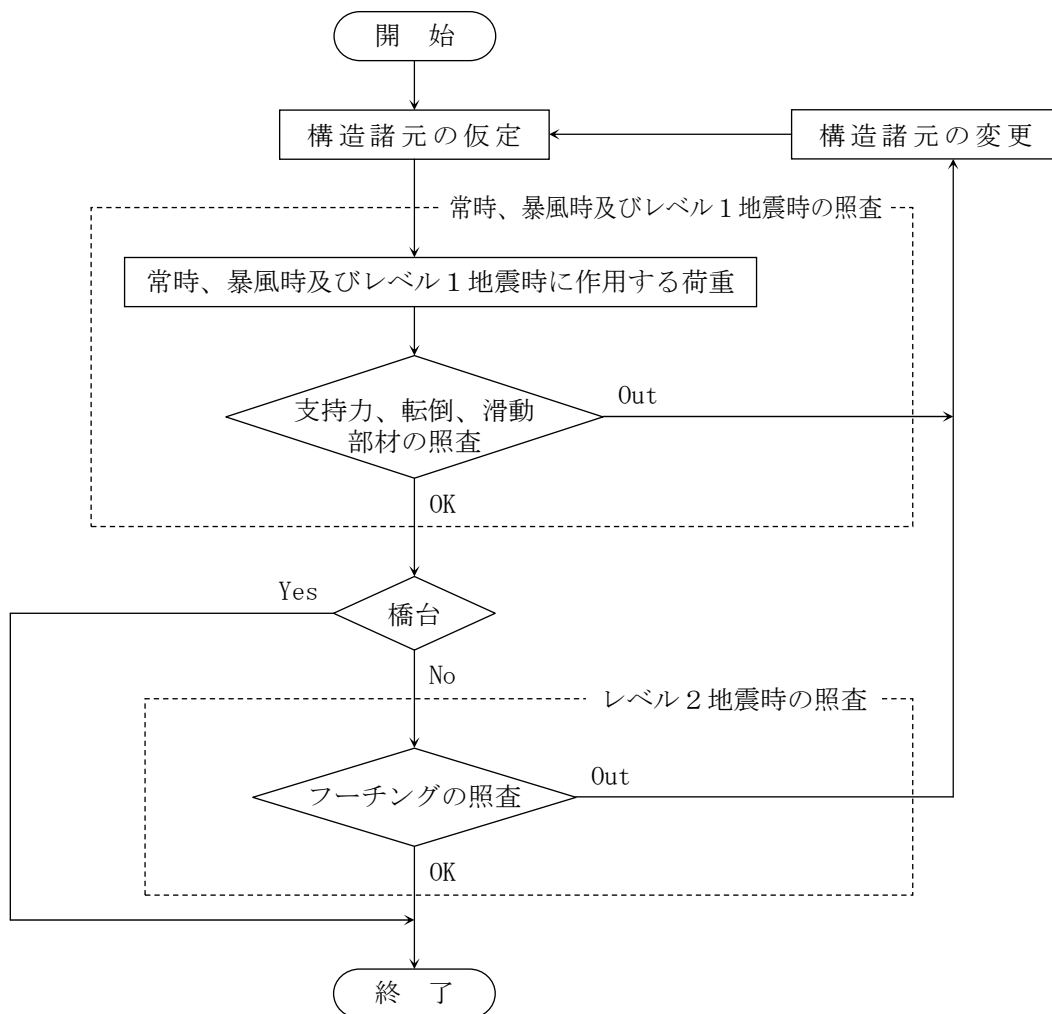 開 始
構造諸元の仮定
構造諸元の変更
常時、暴風時及びレベル１地震時の照査
常時、暴風時及びレベル１地震時に作用する荷重
支持力、転倒、滑動
部材の照査
Out
OK
Yes
橋台
No
レベル２地震時の照査
フーチングの照査
Out
OK
終 了